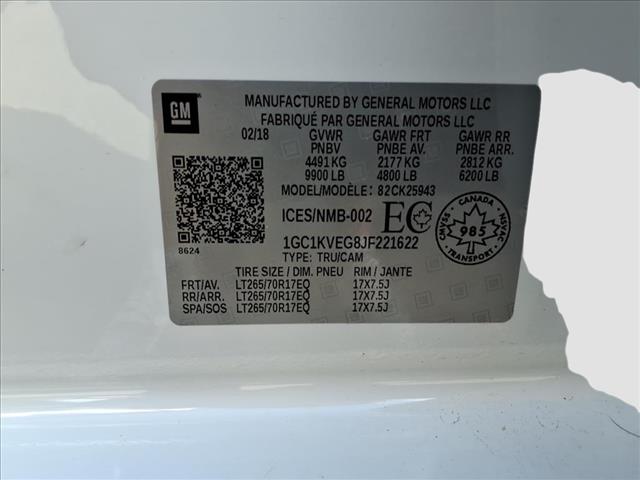 GM
MANUFACTURED BY GENERAL MOTORS LLC
FABRIQUÉ PAR GENERAL MOTORS LLC
02/18 GVWR GAWR FRT GAWR RR
PNBV PNBE AV. PNBE ARR.
4491 KG 2177 KG 2812 KG
9900 LB 4800 LB 6200 LB
MODEL/MODÈLE: 82CK25943
ICES/NMB-002 EC
CANADA
CMVSS 985 NSVAC
TRANSPORT
1GC1KVEG8JF221622
8624
TYPE: TRU/CAM
TIRE SIZE / DIM. PNEU RIM / JANTE
FRT/AV. LT265/70R17EQ 17X7.5J
RR/ARR. LT265/70R17EQ 17X7.5J
SPA/SOS LT265/70R17EQ 17X7.5J